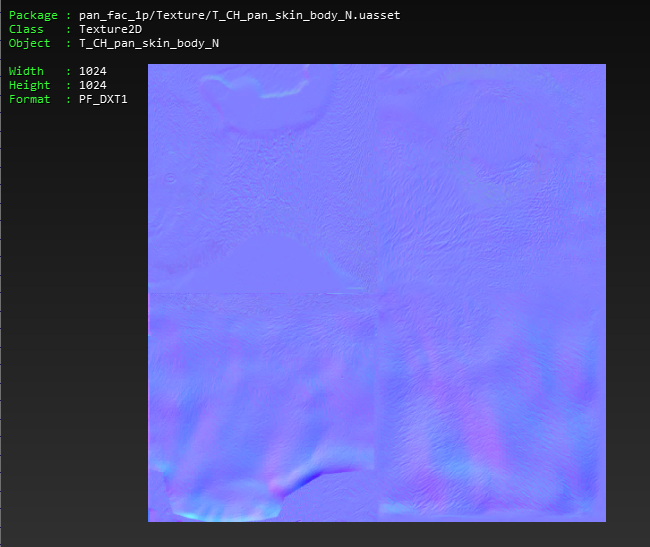 Package : pan_fac_1p/Texture/T_CH_pan_skin_body_N.uasset
Class : Texture2D
Object : T_CH_pan_skin_body_N
Width : 1024
Height : 1024
Format : PF_DXT1